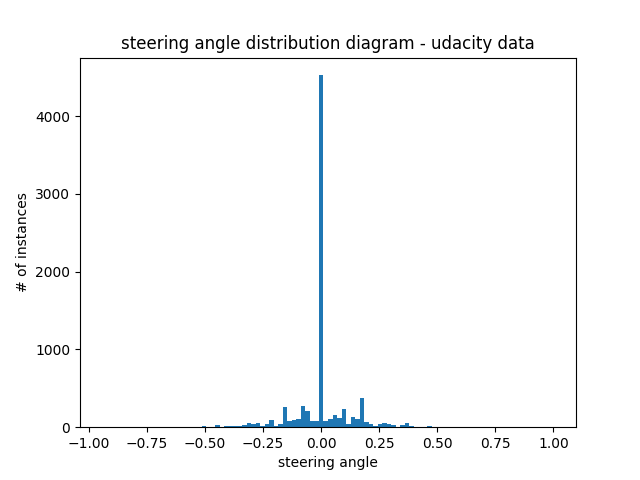 steering angle distribution diagram - udacity data
# of instances
4000
3000
2000
1000
0
−1.00 −0.75 −0.50 −0.25 0.00 0.25 0.50 0.75 1.00
steering angle